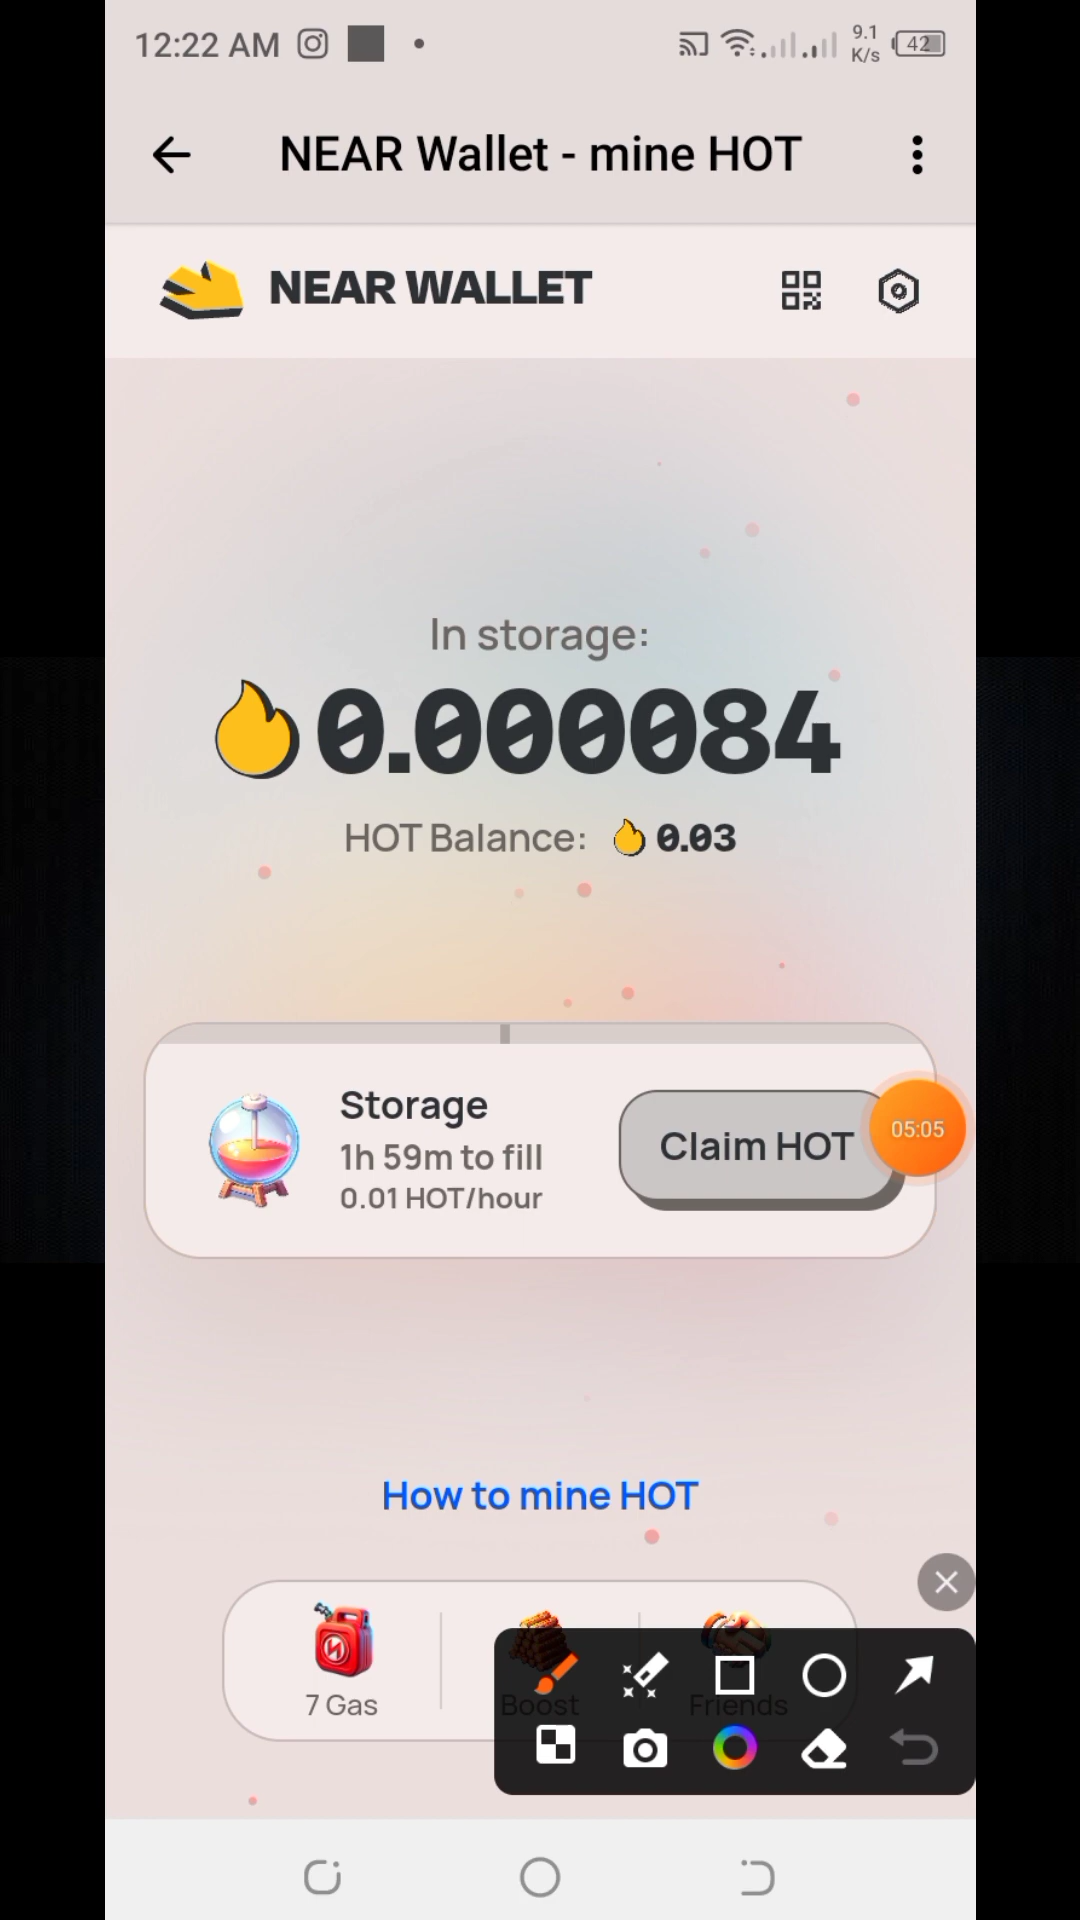 12:22 AM
9.1
K/s
42
NEAR Wallet - mine HOT
NEAR WALLET
In storage:
0.000084
HOT Balance: 0.03
Storage
1h 59m to fill
0.01 HOT/hour
Claim HOT
05:05
How to mine HOT
7 Gas
Boost
Friends